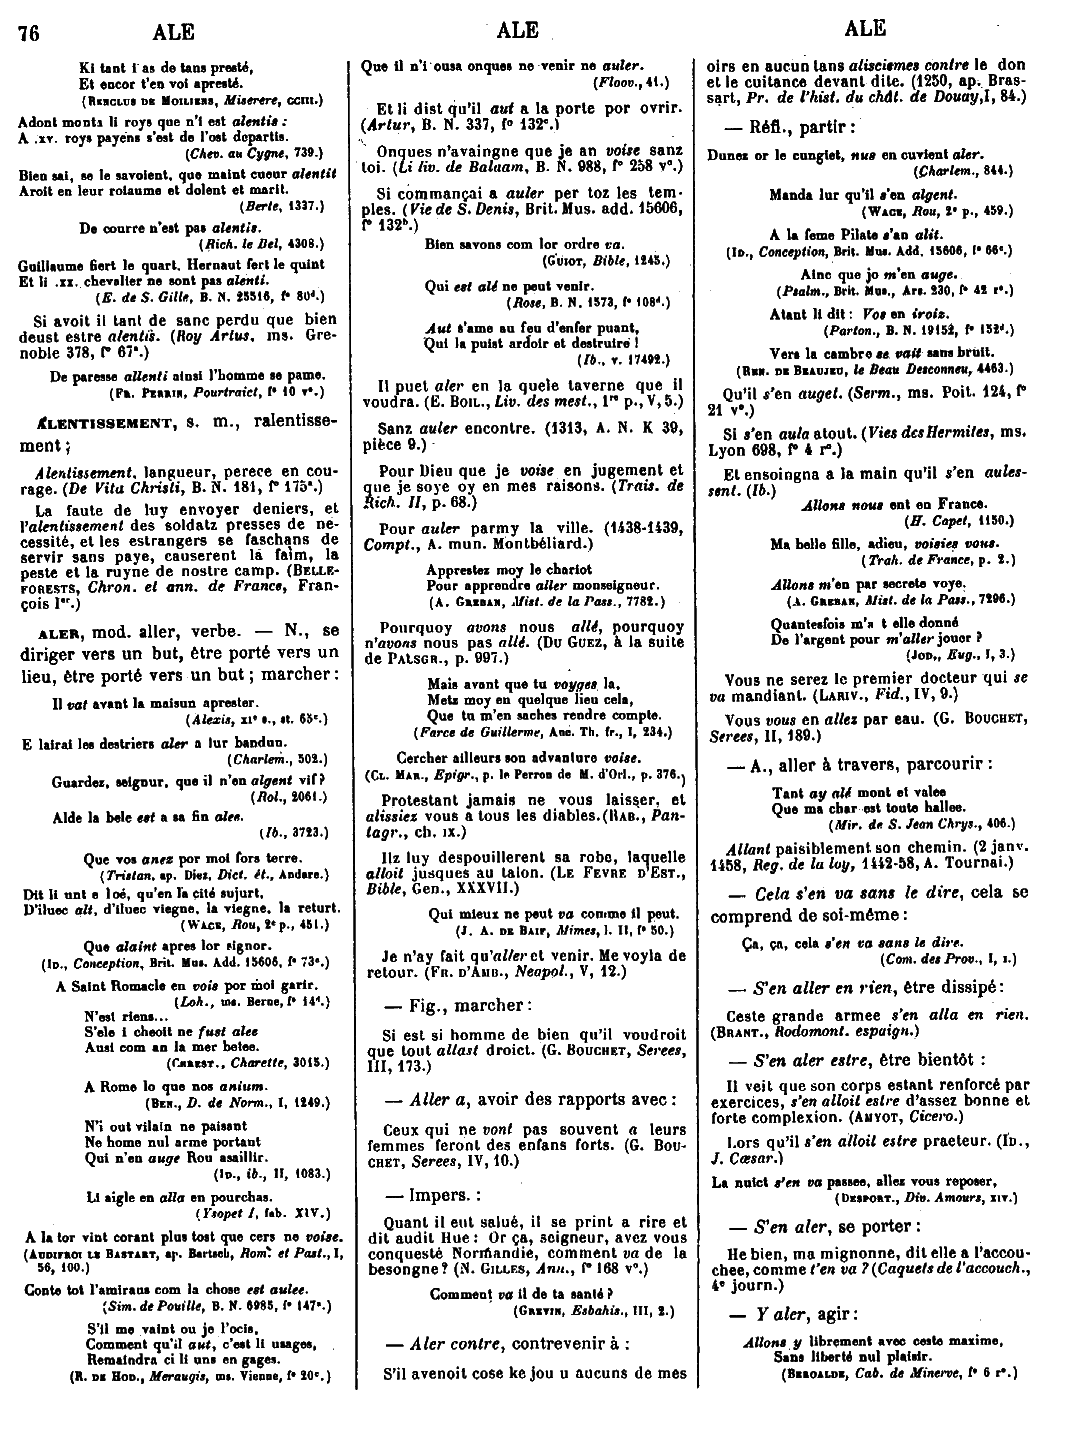 76 ALE ALE ALE
Ki tant i as de tans presté,
Et encor t'en voi apresté.
(RENCLUS DE MOILIENS, Miserere, CCIII.)
Adont monta li roys que n'i est alentis :
A .XV. roys payens s'est de l'ost departis.
(Chev. au Cygne, 739.)
Bien sai, se le savoient, que maint cueur alentit
Aroit en leur roiaume et dolent et marit.
(Berte, 1337.)
De courre n'est pas alentis.
(Rich. le Bel, 4308.)
Guillaume fiert le quart, Hernaut fert le quint
Et li .XX. chevalier ne sont pas alenti.
(E. de S. Gille, B. N. 25516, f° 80d.)
Si avoit il tant de sanc perdu que bien
deust estre alentis. (Roy Artus, ms. Gre-
noble 378, f° 67a.)
De paresse allenti ainsi l'homme se pame.
(FR. PERRIN, Pourtraict, f° 10 v°.)
ALENTISSEMENT, s. m., ralentisse-
ment ;
Alentissement, langueur, perece en cou-
rage. (De Vita Christi, B. N. 181, f° 175a.)
La faute de luy envoyer deniers, et
l'alentissement des soldatz presses de ne-
cessité, et les estrangers se faschans de
servir sans paye, causerent la faim, la
peste et la ruyne de nostre camp. (BELLE-
FORESTS, Chron. et ann. de France, Fran-
çois Ier.)
ALER, mod. aller, verbe. — N., se
diriger vers un but, être porté vers un
lieu, être porté vers un but ; marcher :
Il vat avant la maisun aprester.
(Alexis, XIe s., st. 65c.)
E lairai les destriers aler a lur bandun.
(Charlem., 502.)
Guardez, seignur, que il n'en algent vif ?
(Rol., 2061.)
Alde la bele est a sa fin alee.
(Ib., 3723.)
Que vos anez por moi fors terre.
(Tristan, ap. Diez, Dict. ét., Andare.)
Dit li unt e loé, qu'en la cité sujurt,
D'iluec alt, d'iluec viegne, la viegne, la returt.
(WACE, Rou, 2e p., 451.)
Que alaint apres lor signor.
(ID., Conception, Brit. Mus. Add. 15606, f° 73a.)
A Saint Romacle en vois por moi garir.
(Loh., ms. Berne, f° 14d.)
N'est riens...
S'ele i cheoit ne fust alee
Ausi com an la mer betee.
(CHREST., Charette, 3015.)
A Rome lo que nos anium.
(BEN., D. de Norm., I, 1249.)
N'i out vilain ne paisant
Ne home nul arme portant
Qui n'en auge Rou asaillir.
(ID., ib., II, 1083.)
Li aigle en alla en pourchas.
(Ysopet I, fab. XIV.)
A la tor vint corant plus tost que cers ne voise.
(AUDEFROI LE BASTART, ap. Bartsch, Rom. et Past., I,
56, 100.)
Conte tot l'amiraus com la chose est aulee.
(Sim. de Pouille, B. N. 6985, f° 147a.)
S'il me vaint ou je l'ocis,
Comment qu'il aut, c'est li usages,
Remaindra ci li uns en gages.
(R. DE HOD., Meraugis, ms. Vienne, f° 20c.)
Que il n'i ousa onques ne venir ne auler.
(Floov., 41.)
Et li dist qu'il aut a la porte por ovrir.
(Artur, B. N. 337, f° 132c.)
Onques n'avaingne que je an voise sanz
toi. (Li liv. de Balaam, B. N. 988, f° 258 v°.)
Si commançai a auler per toz les tem-
ples. (Vie de S. Denis, Brit. Mus. add. 15606,
f° 132b.)
Bien savons com lor ordre va.
(GUIOT, Bible, 1245.)
Qui est alé ne peut venir.
(Rose, B. N. 1573, f° 108d.)
Aut s'ame au feu d'enfer puant,
Qui la puist ardoir et destruire !
(Ib., v. 17492.)
Il puet aler en la quele taverne que il
voudra. (E. BOIL., Liv. des mest., 1re p., V, 5.)
Sanz auler encontre. (1313, A. N. K 39,
pièce 9.)
Pour Dieu que je voise en jugement et
que je soye oy en mes raisons. (Trais. de
Rich. II, p. 68.)
Pour auler parmy la ville. (1438-1439,
Compt., A. mun. Montbéliard.)
Apprestez moy le chariot
Pour apprendre aller monseigneur.
(A. GREBAN, Mist. de la Pass., 7782.)
Pourquoy avons nous allé, pourquoy
n'avons nous pas allé. (DU GUEZ, à la suite
de PALSGR., p. 997.)
Mais avant que tu voyges la,
Metz moy en quelque lieu cela,
Que tu m'en saches rendre compte.
(Farce de Guillerme, Anc. Th. fr., I, 234.)
Cercher ailleurs son advanture voise.
(CL. MAR., Epigr., p. le Perron de M. d'Orl., p. 376.)
Protestant jamais ne vous laisser, et
alissiez vous a tous les diables. (RAB., Pan-
tagr., ch. IX.)
Ilz luy despouillerent sa robe, laquelle
alloit jusques au talon. (LE FEVRE D'EST.,
Bible, Gen., XXXVII.)
Qui mieux ne peut va comme il peut.
(J. A. DE BAIF, Mimes, l. II, f° 50.)
Je n'ay fait qu'aller et venir. Me voyla de
retour. (FR. D'AMB., Neapol., V, 12.)
— Fig., marcher :
Si est si homme de bien qu'il voudroit
que tout allast droict. (G. BOUCHET, Serees,
III, 173.)
— Aller a, avoir des rapports avec :
Ceux qui ne vont pas souvent a leurs
femmes feront des enfans forts. (G. BOU-
CHET, Serees, IV, 10.)
— Impers. :
Quant il eut salué, il se print a rire et
dit audit Hue : Or ça, seigneur, avez vous
conquesté Normandie, comment va de la
besongne ? (N. GILLES, Ann., f° 168 v°.)
Comment va il de ta santé ?
(GREVIN, Esbahis., III, 2.)
— Aler contre, contrevenir à :
S'il avenoit cose ke jou u aucuns de mes
oirs en aucun tans alisciemes contre le don
et le cuitance devant dite. (1250, ap. Bras-
sart, Pr. de l'hist. du chât. de Douay, I, 84.)
— Réfl., partir :
Dunez or le cungiet, nus en cuvient aler.
(Charlem., 844.)
Manda lur qu'il s'en algent.
(WACE, Rou, 2e p., 459.)
A la feme Pilate s'an alit.
(ID., Conception, Brit. Mus. Add. 15606, f° 66c.)
Ainc que jo m'en auge.
(Psalm., Brit. Mus., Ars. 230, f° 42 r°.)
Atant li dit : Vos en iroiz.
(Parton., B. N. 19152, f° 152d.)
Vers la cambre se vait sans bruit.
(REN. DE BEAUJEU, le Beau Desconneu, 4463.)
Qu'il s'en auget. (Serm., ms. Poit. 124, f°
21 v°.)
Si s'en aula atout. (Vies des Hermites, ms.
Lyon 698, f° 4 r°.)
Et ensoingna a la main qu'il s'en aules-
sent. (Ib.)
Allons nous ent en France.
(H. Capet, 1150.)
Ma belle fille, adieu, voisies vous.
(Trah. de France, p. 2.)
Allons m'en par secrete voye.
(A. GREBAN, Mist. de la Pass., 7296.)
Quantesfois m'a t elle donné
De l'argent pour m'aller jouer ?
(JOD., Eug., I, 3.)
Vous ne serez le premier docteur qui se
va mandiant. (LARIV., Fid., IV, 9.)
Vous vous en allez par eau. (G. BOUCHET,
Serees, II, 189.)
— A., aller à travers, parcourir :
Tant ay alé mont et valee
Que ma char est toute hallee.
(Mir. de S. Jean Chrys., 406.)
Allant paisiblement son chemin. (2 janv.
1458, Reg. de la loy, 1442-58, A. Tournai.)
— Cela s'en va sans le dire, cela se
comprend de soi-même :
Ça, ça, cela s'en va sans le dire.
(Com. des Prov., I, I.)
— S'en aller en rien, être dissipé :
Ceste grande armee s'en alla en rien.
(BRANT., Rodomont. espaign.)
— S'en aler estre, être bientôt :
Il veit que son corps estant renforcé par
exercices, s'en alloit estre d'assez bonne et
forte complexion. (AMYOT, Cicero.)
Lors qu'il s'en alloit estre praeteur. (ID.,
J. Cæsar.)
La nuict s'en va passee, allez vous reposer,
(DESPORT., Div. Amours, XIV.)
— S'en aler, se porter :
He bien, ma mignonne, dit elle a l'accou-
chee, comme t'en va ? (Caquets de l'accouch.,
4e journ.)
— Y aler, agir :
Allons y librement avec ceste maxime,
Sans liberté nul plaisir.
(BEROALDE, Cab. de Minerve, f° 6 r°.)